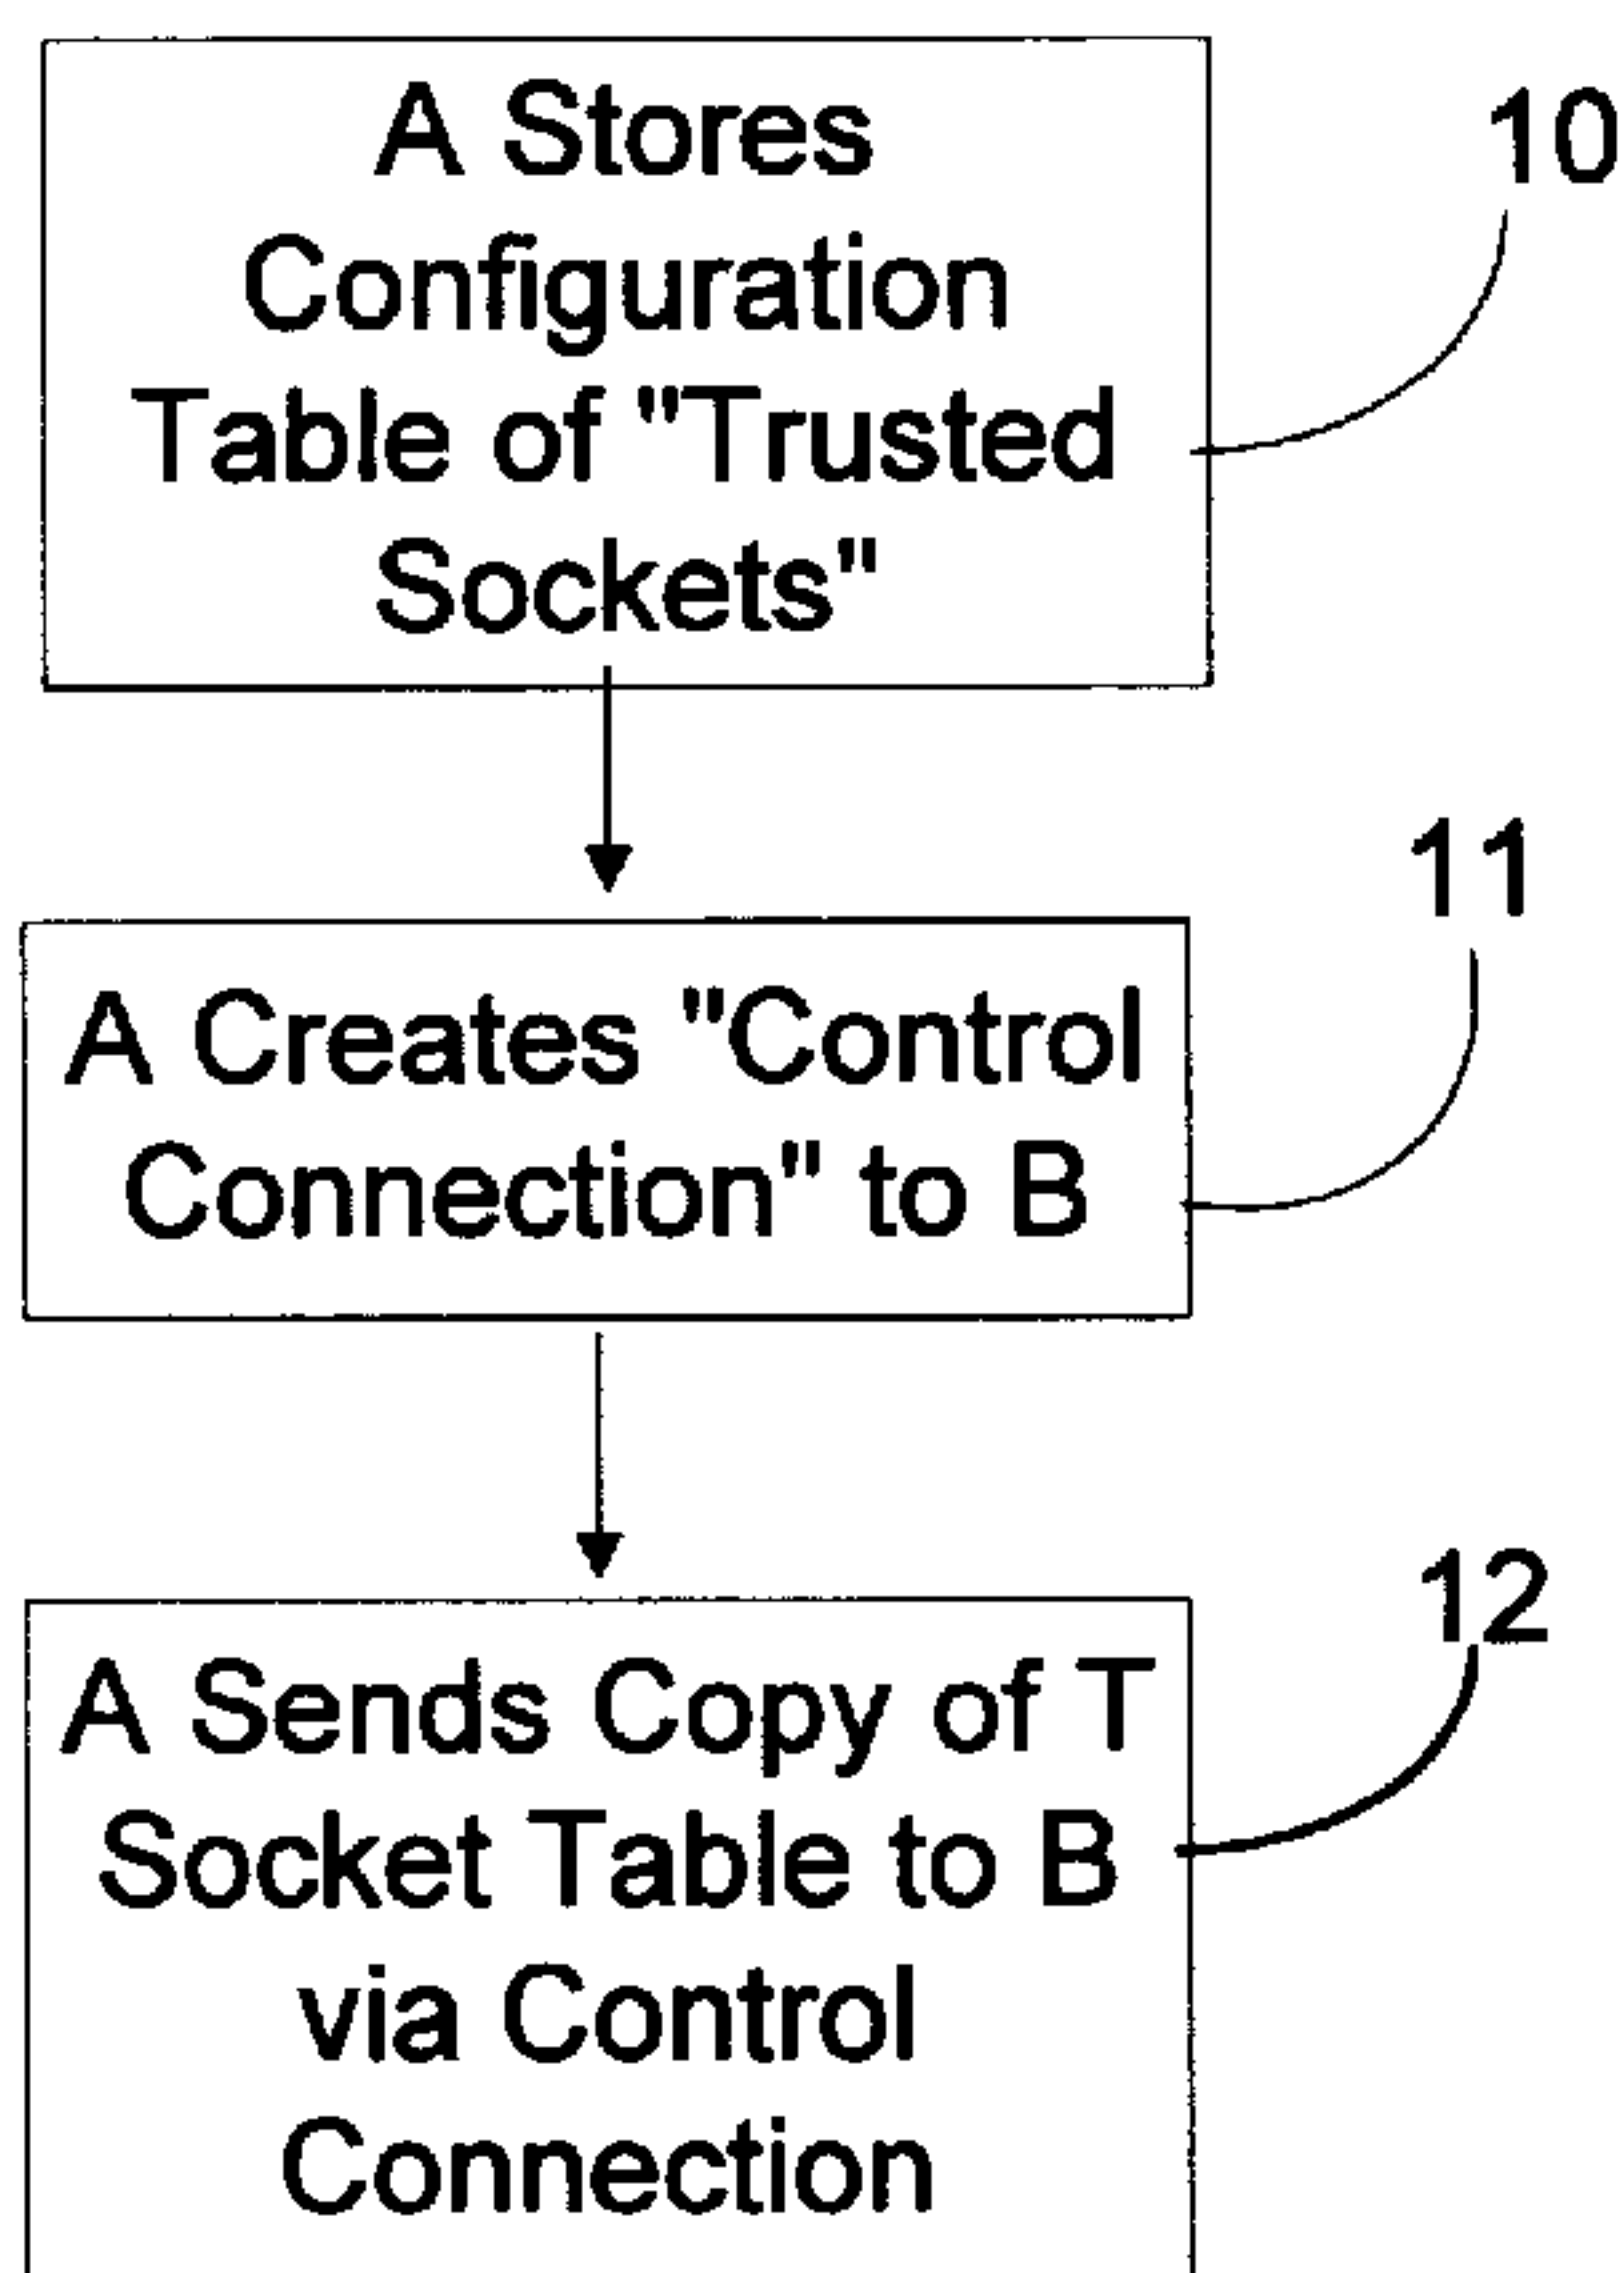 A Stores
Configuration
Table of "Trusted
Sockets"
10
A Creates "Control
Connection" to B
11
A Sends Copy of T
Socket Table to B
via Control
Connection
12